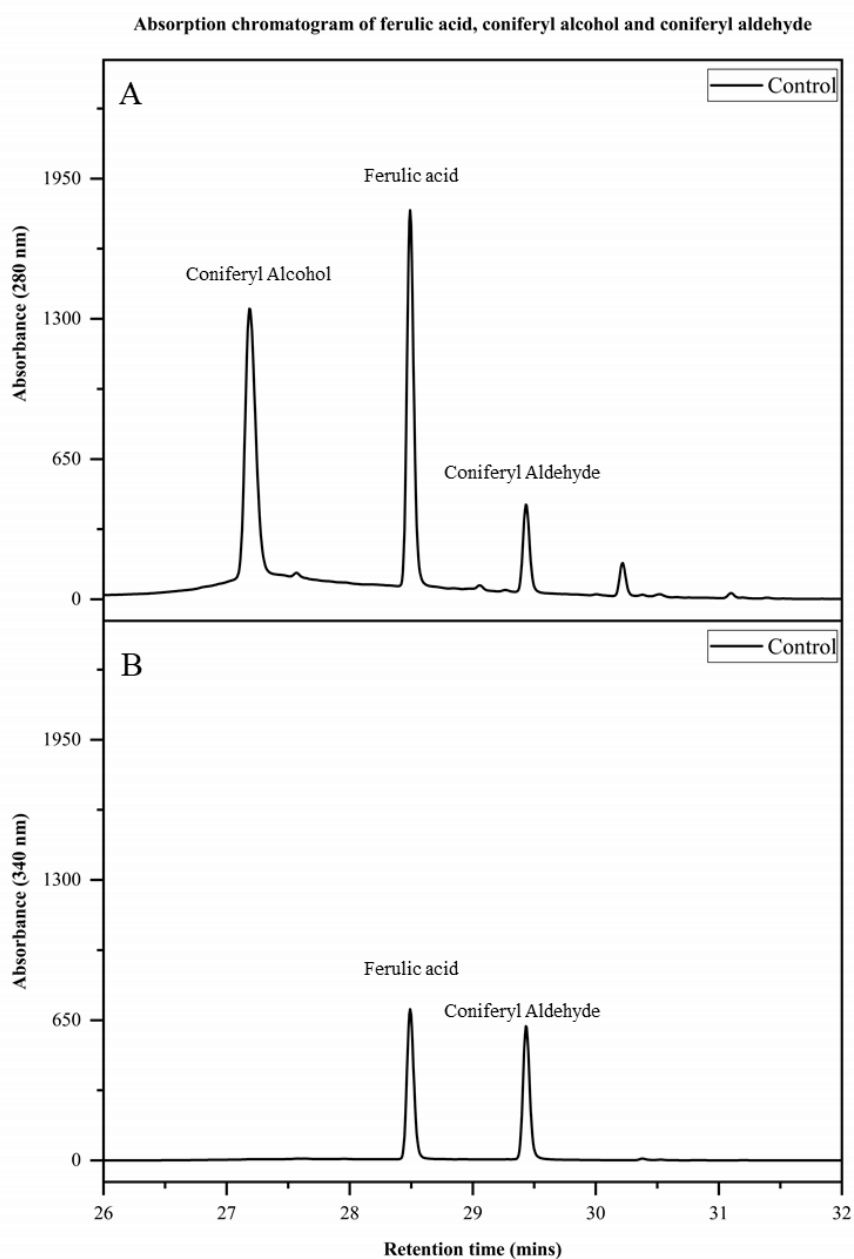 Absorption chromatogram of ferulic acid, coniferyl alcohol and coniferyl aldehyde
A
Control
Ferulic acid
Coniferyl Alcohol
Coniferyl Aldehyde
Absorbance (280 nm)
1950
1300
650
0
B
Control
Ferulic acid
Coniferyl Aldehyde
Absorbance (340 nm)
1950
1300
650
0
26 27 28 29 30 31 32
Retention time (mins)